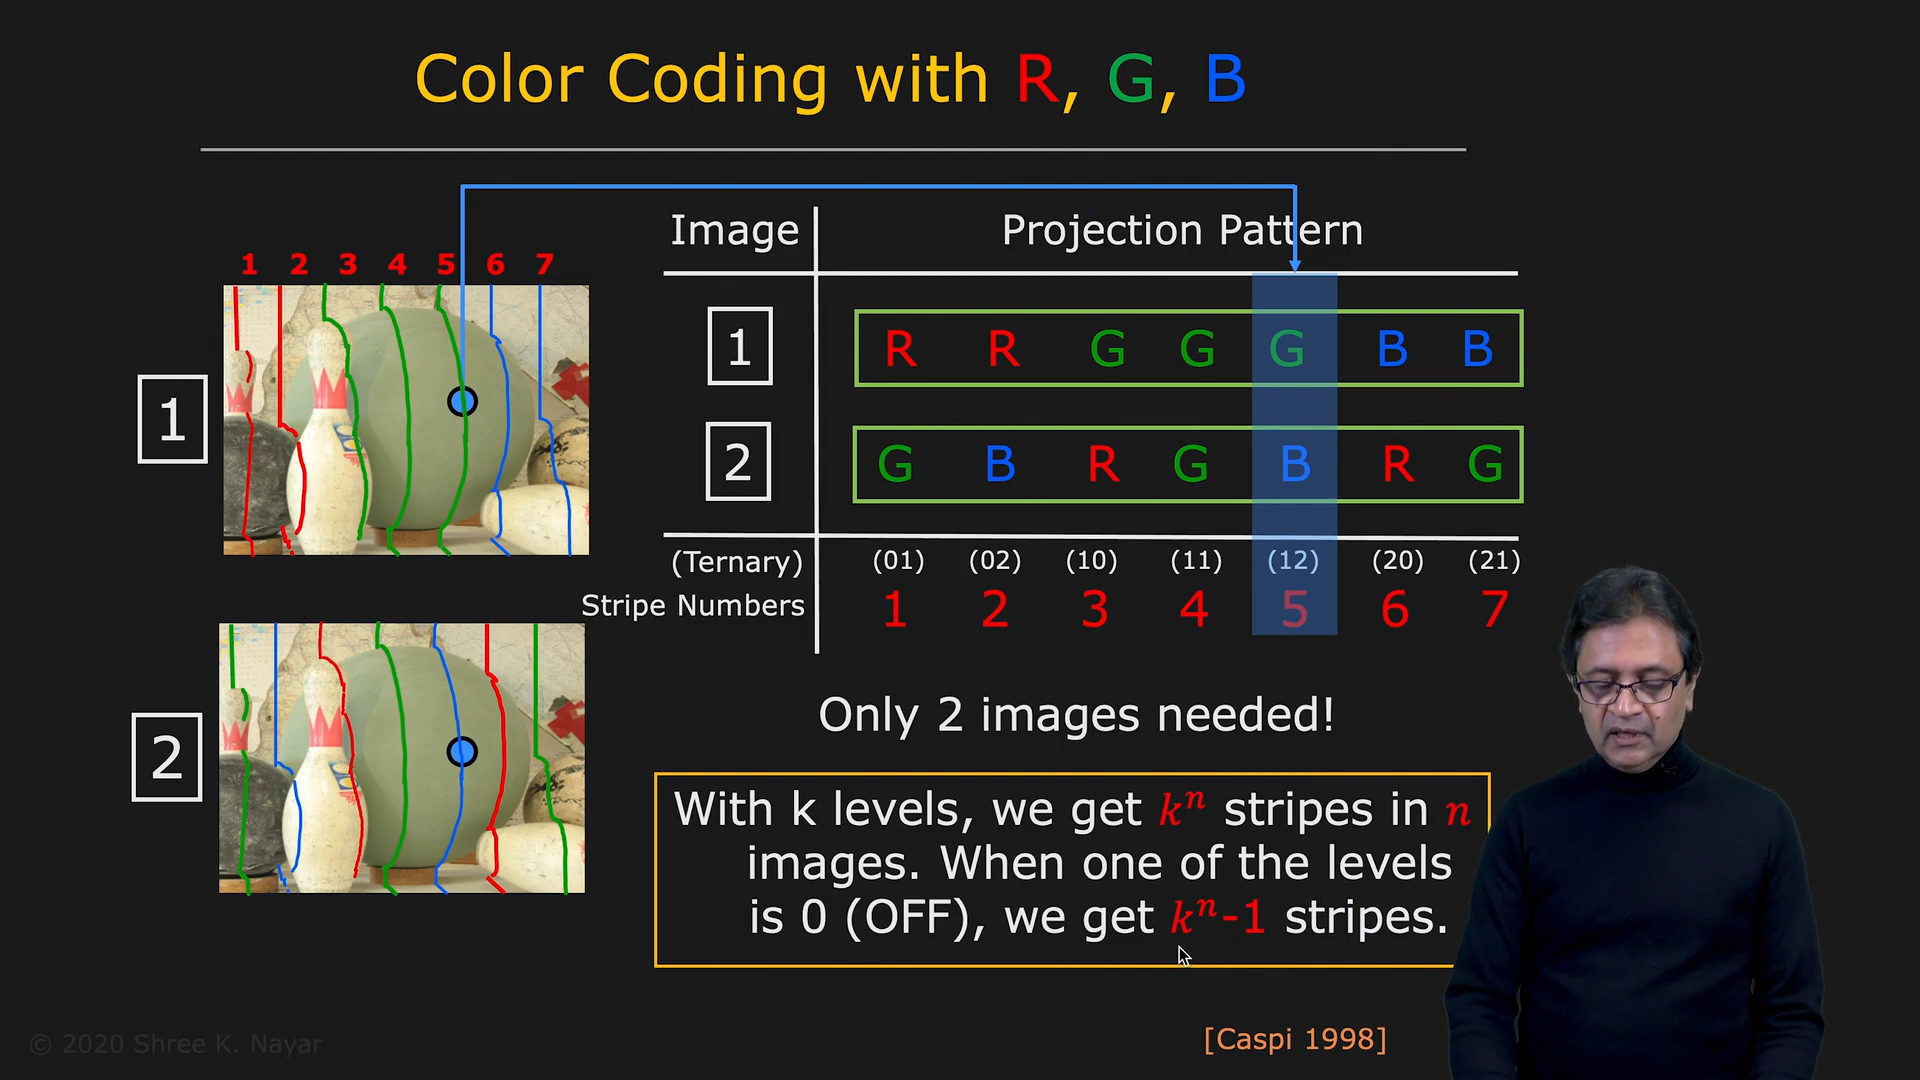 Color Coding with R, G, B
Image Projection Pattern
1 2 3 4 5 6 7
1 R R G G G B B
1
2 G B R G B R G
(Ternary) (01) (02) (10) (11) (12) (20) (21)
Stripe Numbers 1 2 3 4 5 6 7
2
Only 2 images needed!
With k levels, we get kⁿ stripes in n
images. When one of the levels
is 0 (OFF), we get kⁿ-1 stripes.
© 2020 Shree K. Nayar
[Caspi 1998]